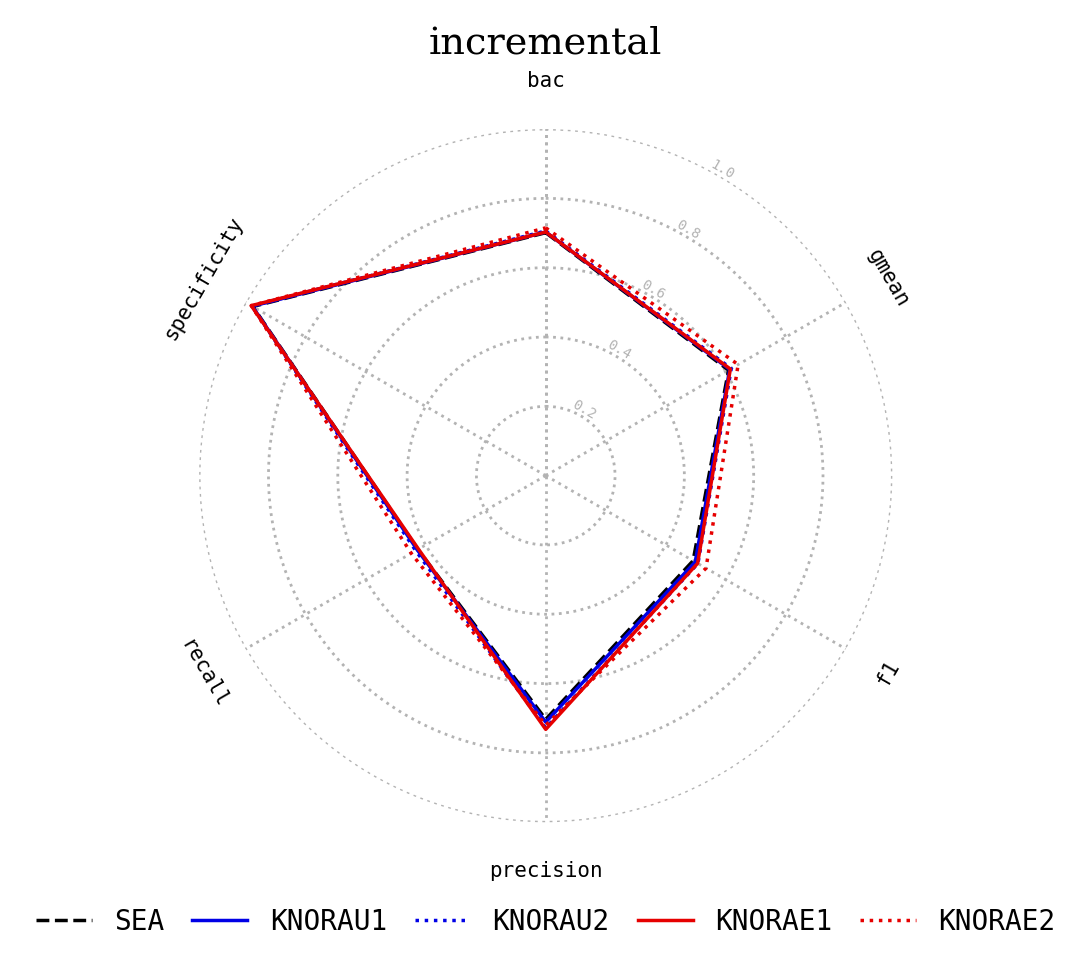 incremental
bac
1.0
0.8
0.6
0.4
0.2
gmean
specificity
recall
f1
precision
SEA KNORAU1 KNORAU2 KNORAE1 KNORAE2